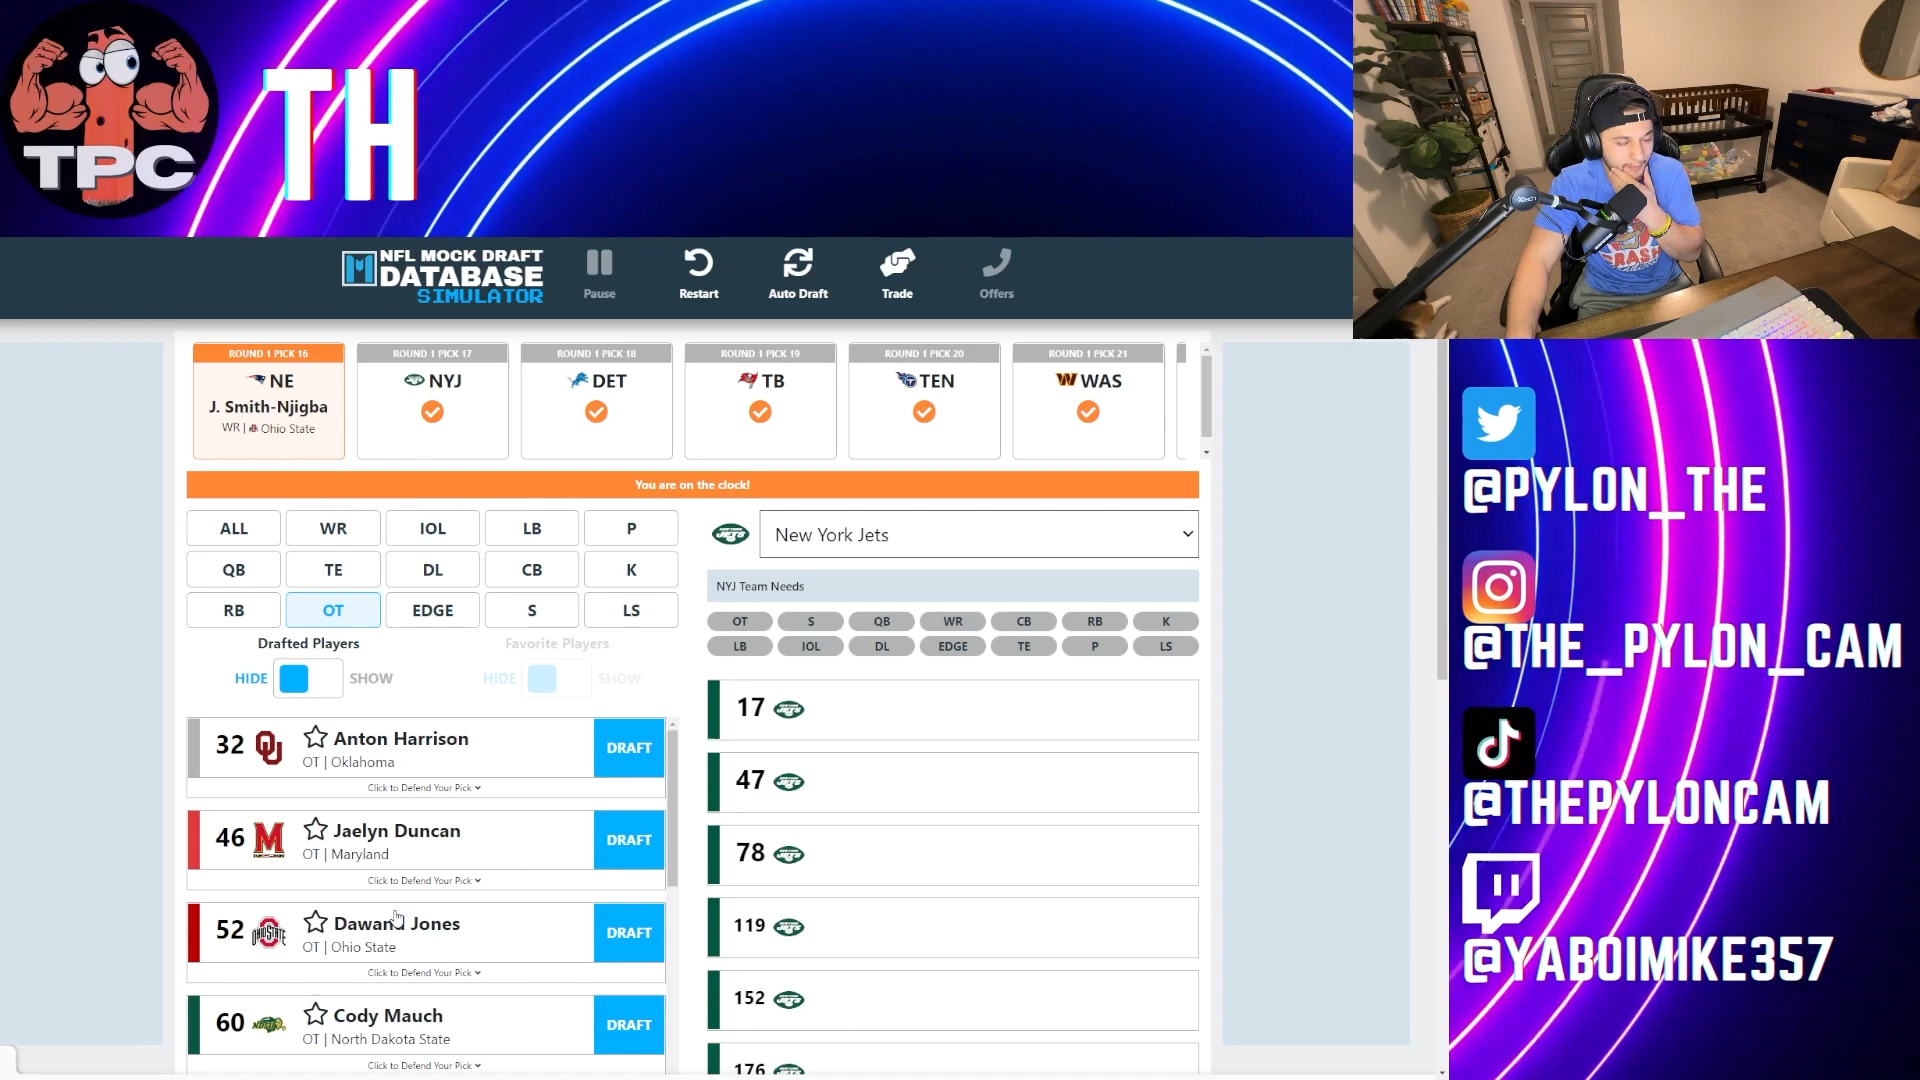 TPC
TH
NFL MOCK DRAFT
DATABASE
SIMULATOR
Pause
Restart
Auto Draft
Trade
Offers
ROUND 1 PICK 16
NE
J. Smith-Njigba
WR | Ohio State
ROUND 1 PICK 17
NYJ
ROUND 1 PICK 18
DET
ROUND 1 PICK 19
TB
ROUND 1 PICK 20
TEN
ROUND 1 PICK 21
WAS
You are on the clock!
ALL WR IOL LB P
QB TE DL CB K
RB OT EDGE S LS
Drafted Players
HIDE SHOW
Favorite Players
HIDE SHOW
32 Anton Harrison DRAFT
OT | Oklahoma
Click to Defend Your Pick
46 Jaelyn Duncan DRAFT
OT | Maryland
Click to Defend Your Pick
52 Dawand Jones DRAFT
OT | Ohio State
Click to Defend Your Pick
60 Cody Mauch DRAFT
OT | North Dakota State
Click to Defend Your Pick
New York Jets
NYJ Team Needs
OT S QB WR CB RB K
LB IOL DL EDGE TE P LS
17
47
78
119
152
176
@PYLON_THE
@THE_PYLON_CAM
@THEPYLONCAM
@YABOIMIKE357